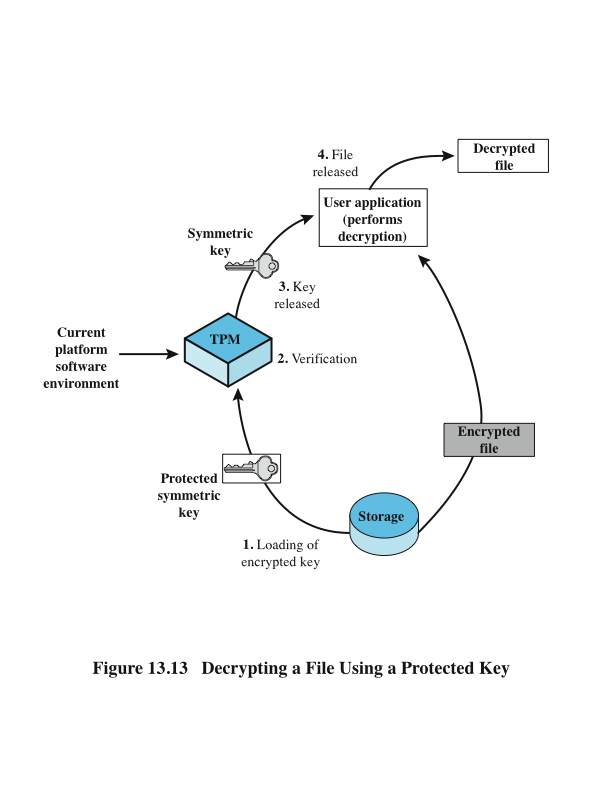 4. File
released
Decrypted
file
User application
(performs
decryption)
Symmetric
key
3. Key
released
Current
platform
software
environment
TPM
2. Verification
Encrypted
file
Protected
symmetric
key
Storage
1. Loading of
encrypted key
Figure 13.13 Decrypting a File Using a Protected Key